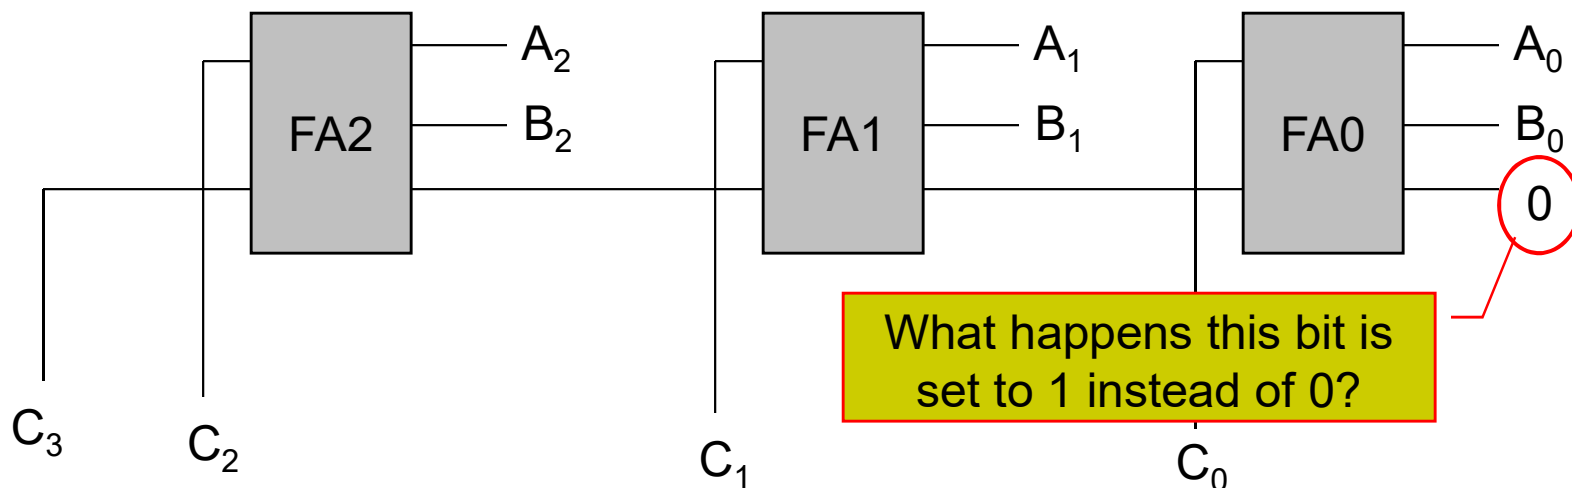 A₂
A₁
A₀
FA2
FA1
FA0
B₂
B₁
B₀
0
What happens this bit is
set to 1 instead of 0?
C₃
C₂
C₁
C₀